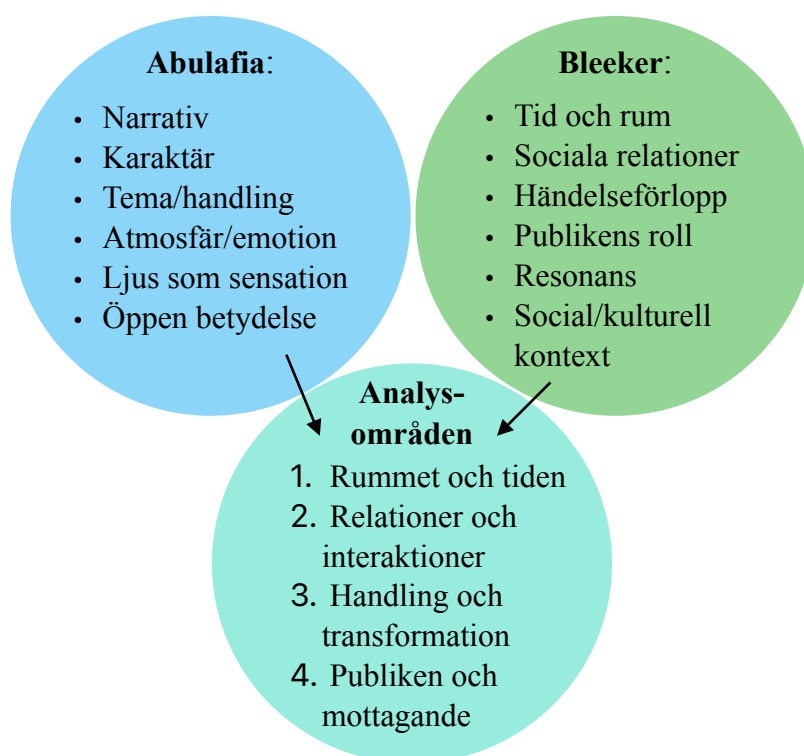 Abulafia:
• Narrativ
• Karaktär
• Tema/handling
• Atmosfär/emotion
• Ljus som sensation
• Öppen betydelse
Bleeker:
• Tid och rum
• Sociala relationer
• Händelseförlopp
• Publikens roll
• Resonans
• Social/kulturell
kontext
Analys-
områden
1. Rummet och tiden
2. Relationer och
interaktioner
3. Handling och
transformation
4. Publiken och
mottagande